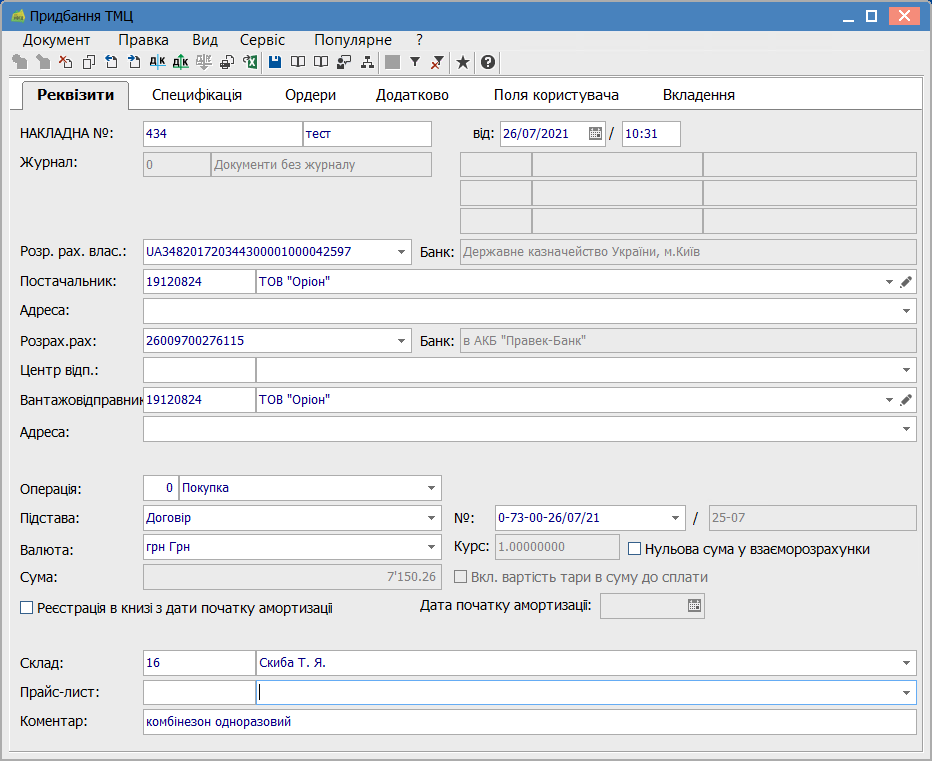 Придбання ТМЦ
Документ Правка Вид Сервіс Популярне ?
Реквізити Специфікація Ордери Додатково Поля користувача Вкладення
НАКЛАДНА №: 434 тест від: 26/07/2021 / 10:31
Журнал: 0 Документи без журналу
Розр. рах. влас.: UA348201720344300001000042597 Банк: Державне казначейство України, м.Київ
Постачальник: 19120824 ТОВ "Оріон"
Адреса:
Розрах.рах: 26009700276115 Банк: в АКБ "Правек-Банк"
Центр відп.:
Вантажовідправник 19120824 ТОВ "Оріон"
Адреса:
Операція: 0 Покупка
Підстава: Договір №: 0-73-00-26/07/21 / 25-07
Валюта: грн Грн Курс: 1.00000000 Нульова сума у взаєморозрахунки
Сума: 7'150.26 Вкл. вартість тари в суму до сплати
Реєстрація в книзі з дати початку амортизації Дата початку амортизації:
Склад: 16 Скиба Т. Я.
Прайс-лист:
Коментар: комбінезон одноразовий